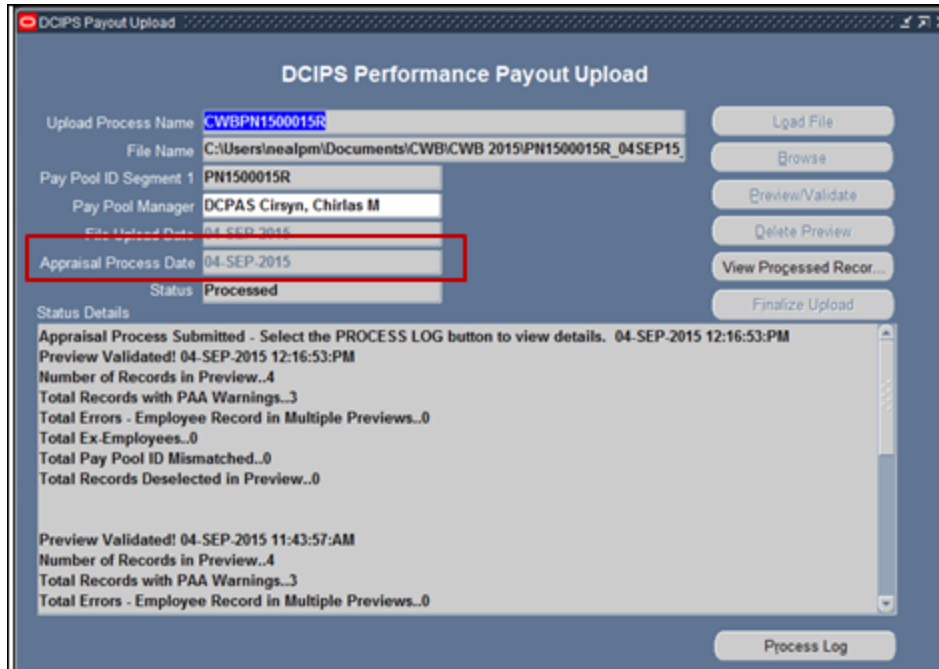 DCIPS Payout Upload
DCIPS Performance Payout Upload
Upload Process Name CWBPN1500015R
Load File
File Name C:\Users\nealpm\Documents\CWB\CWB 2015\PN1500015R_04SEP15_
Browse
Pay Pool ID Segment 1 PN1500015R
Preview/Validate
Pay Pool Manager DCPAS Cirsyn, Chirlas M
File Upload Date 04-SEP-2015
Delete Preview
Appraisal Process Date 04-SEP-2015
View Processed Recor...
Status Processed
Finalize Upload
Status Details
Appraisal Process Submitted - Select the PROCESS LOG button to view details. 04-SEP-2015 12:16:53:PM
Preview Validated! 04-SEP-2015 12:16:53:PM
Number of Records in Preview..4
Total Records with PAA Warnings..3
Total Errors - Employee Record in Multiple Previews..0
Total Ex-Employees..0
Total Pay Pool ID Mismatched..0
Total Records Deselected in Preview..0
Preview Validated! 04-SEP-2015 11:43:57:AM
Number of Records in Preview..4
Total Records with PAA Warnings..3
Total Errors - Employee Record in Multiple Previews..0
Process Log